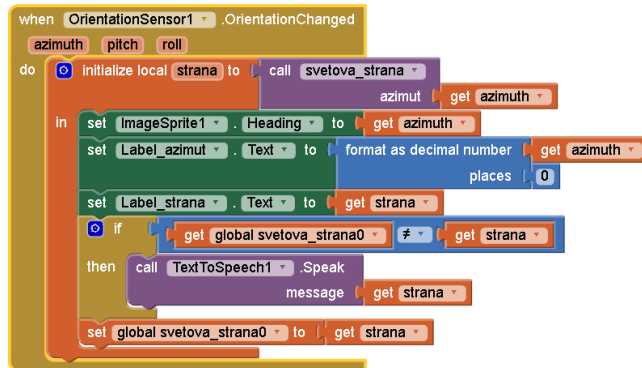 when OrientationSensor1 .OrientationChanged
azimuth pitch roll
do initialize local strana to call svetova_strana
azimut get azimuth
in set ImageSprite1 . Heading to get azimuth
set Label_azimut . Text to format as decimal number get azimuth
places 0
set Label_strana . Text to get strana
if get global svetova_strana0 ≠ get strana
then call TextToSpeech1 .Speak
message get strana
set global svetova_strana0 to get strana